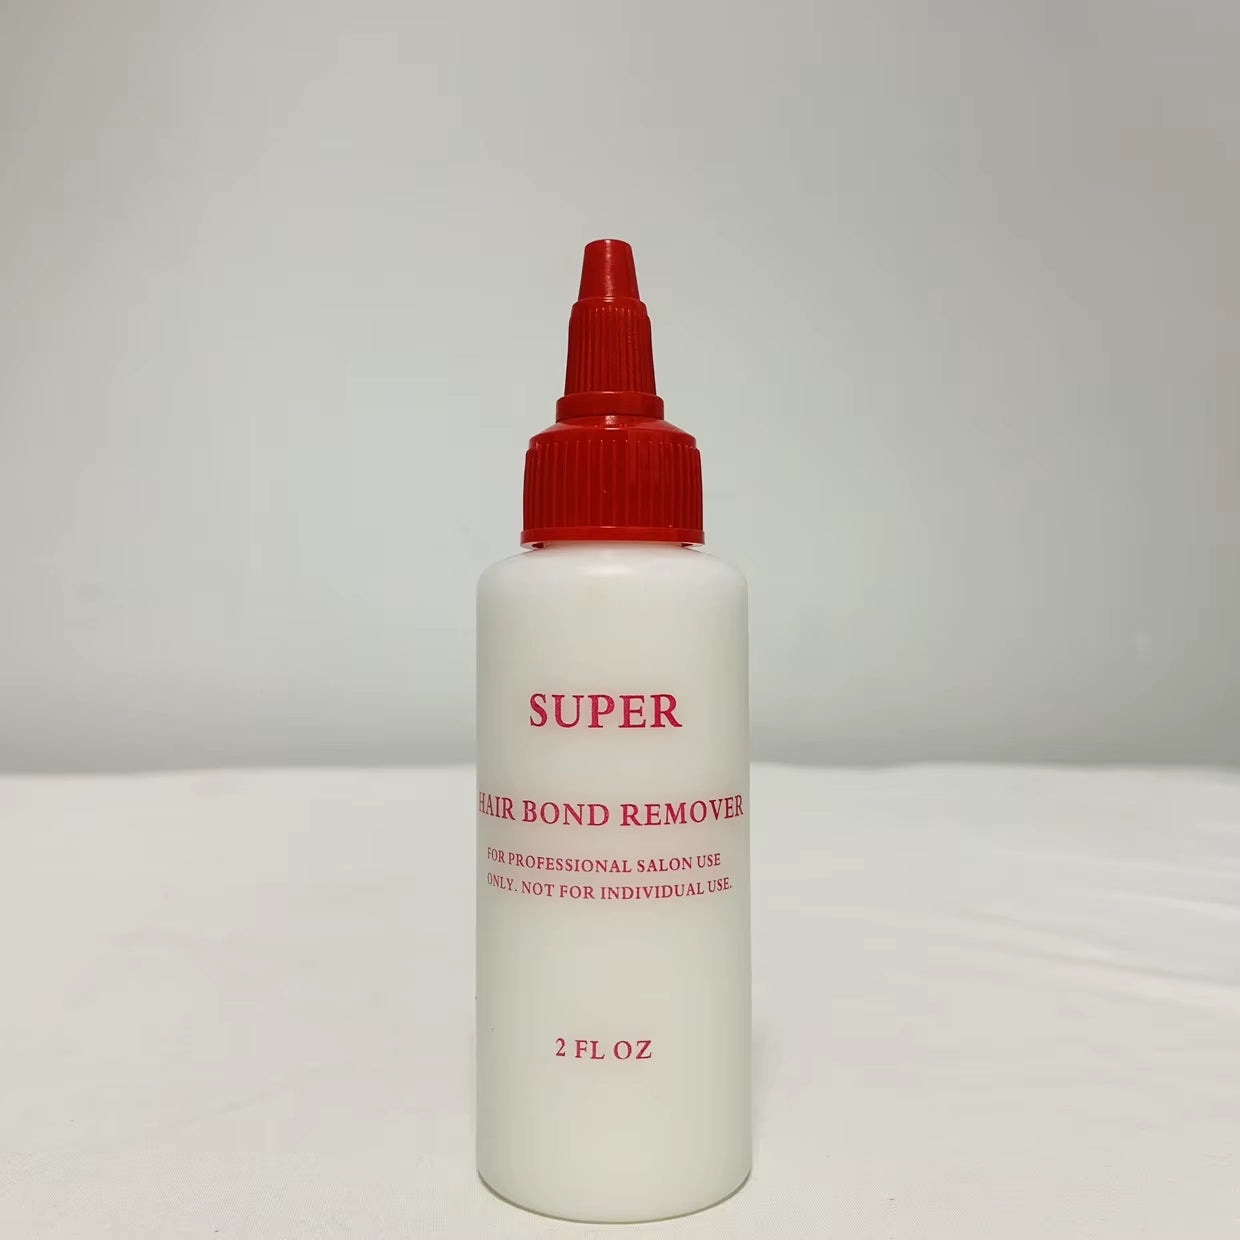 SUPER
HAIR BOND REMOVER
FOR PROFESSIONAL SALON USE
ONLY. NOT FOR INDIVIDUAL USE.
2 FL OZ